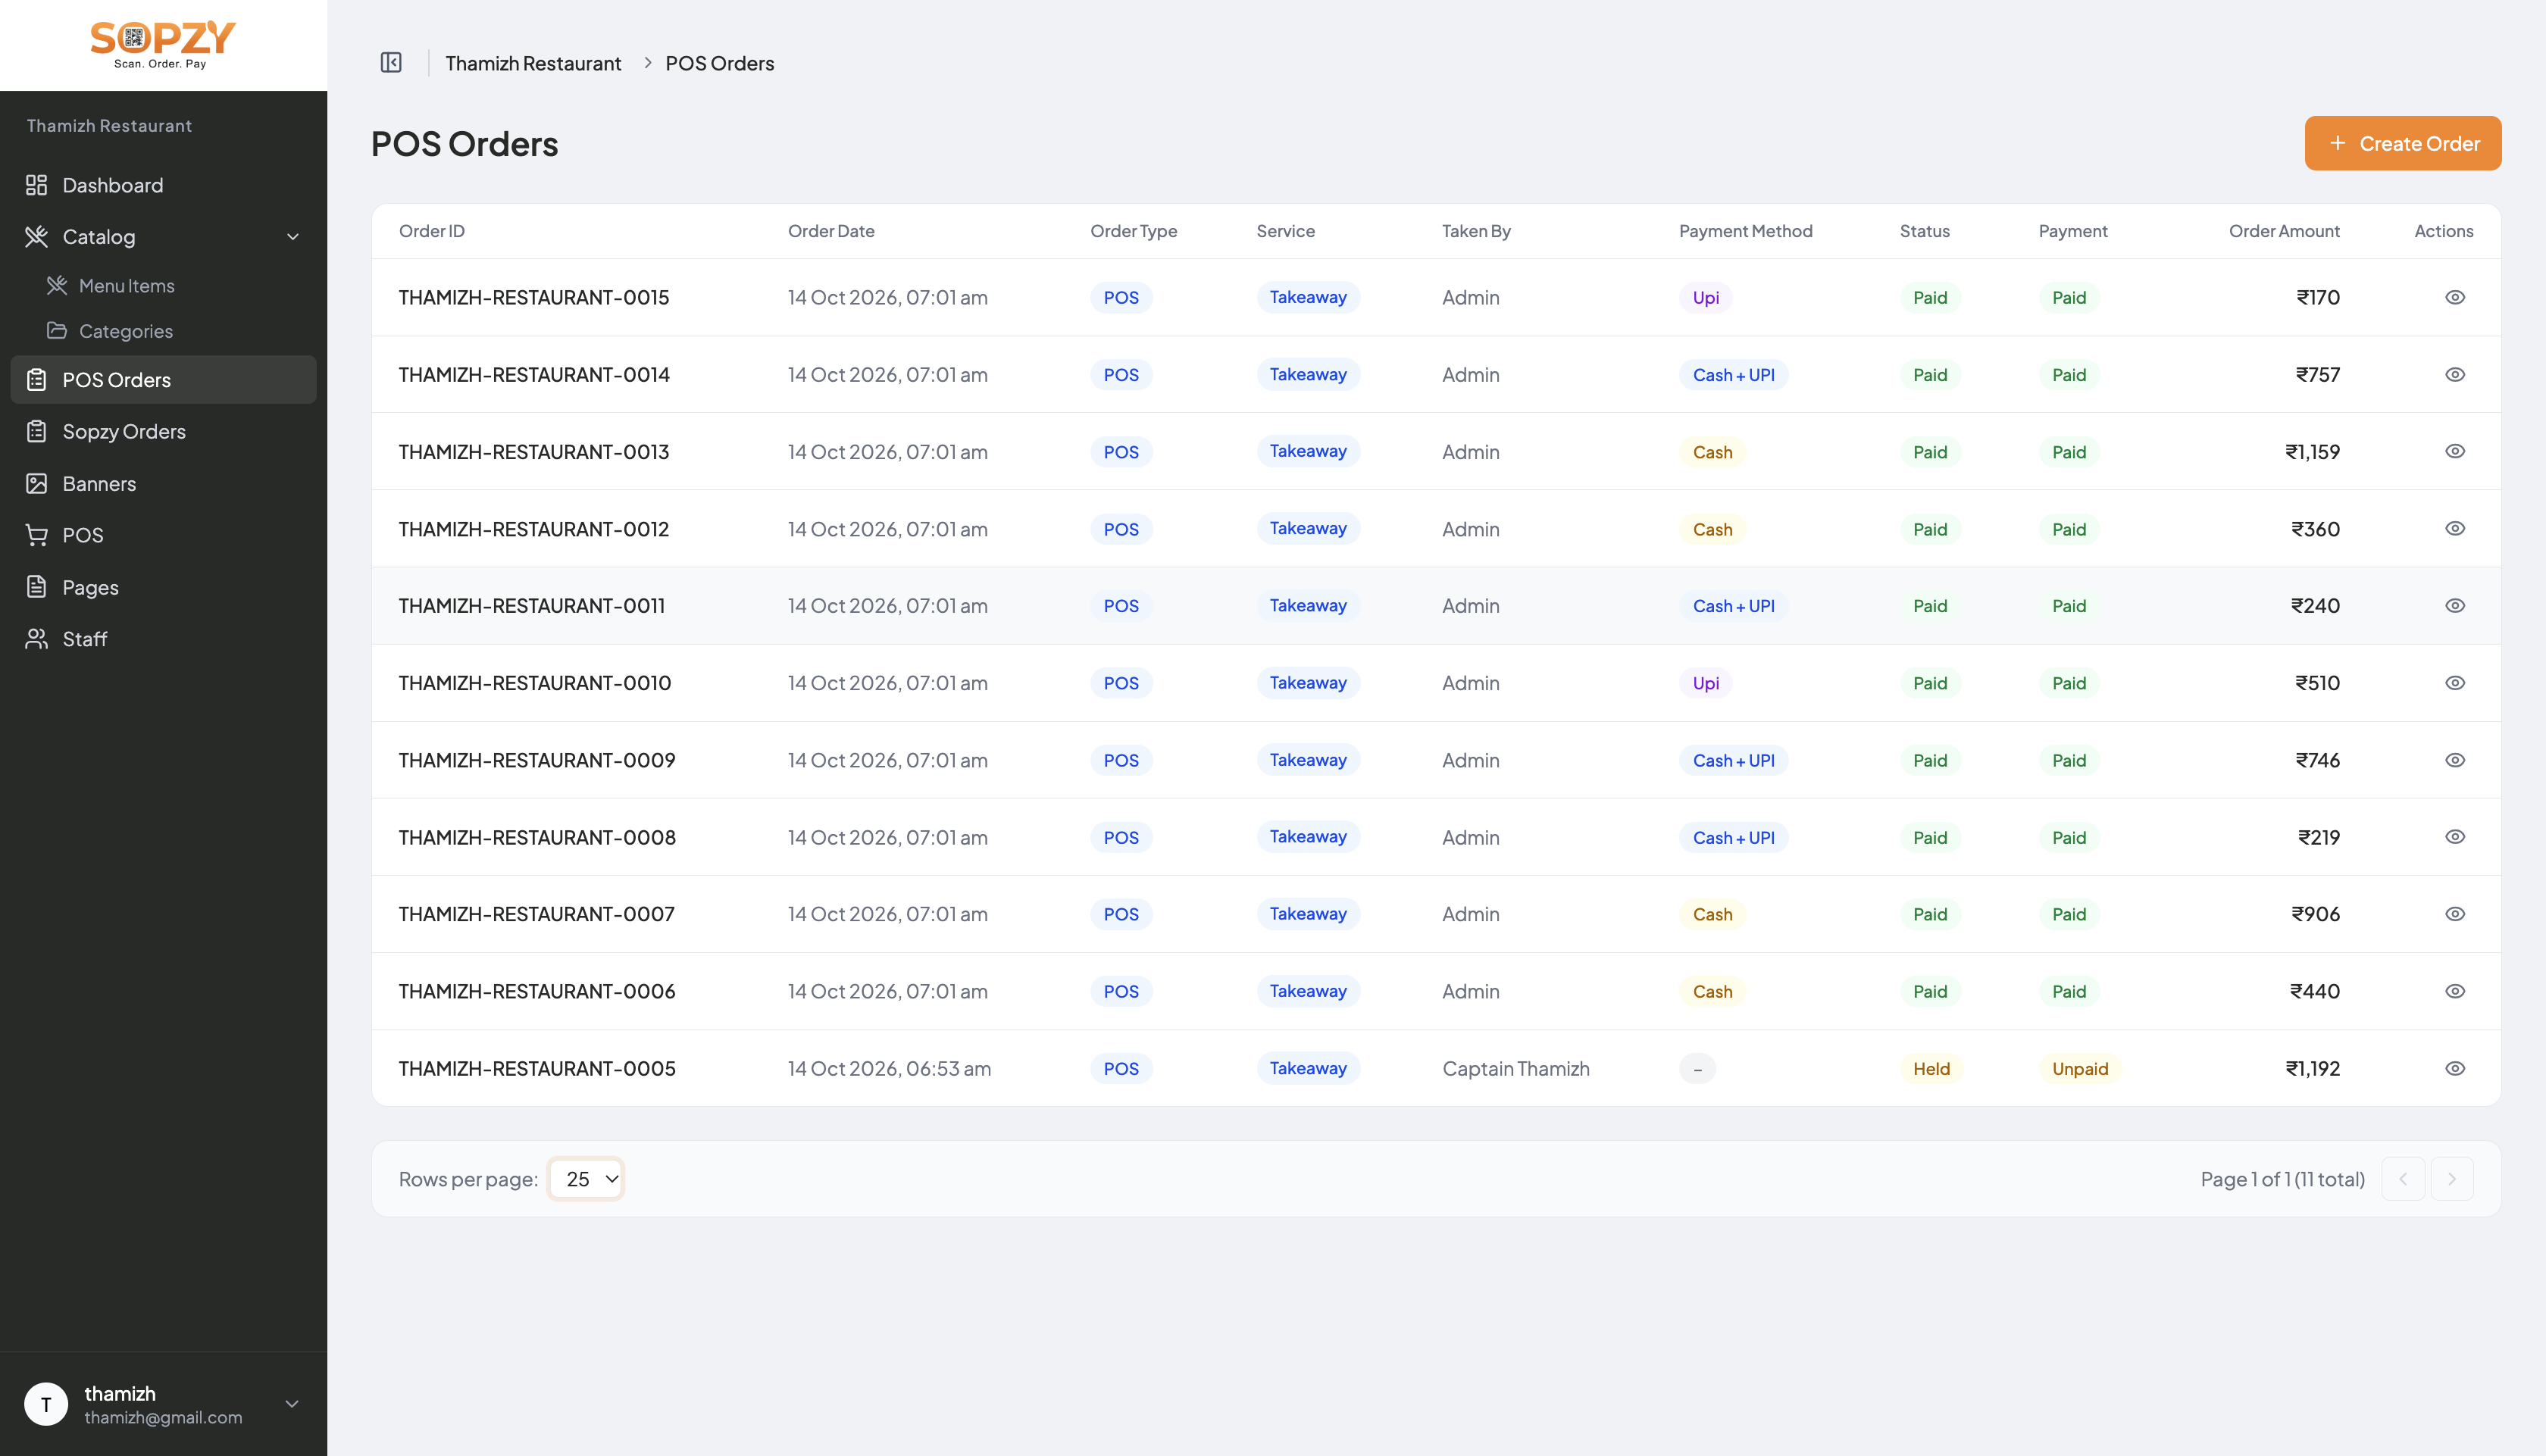 SOPZY
Scan. Order. Pay
Thamizh Restaurant
Dashboard
Catalog
Menu Items
Categories
POS Orders
Sopzy Orders
Banners
POS
Pages
Staff
T
thamizh
thamizh@gmail.com
Thamizh Restaurant > POS Orders
POS Orders
+ Create Order
Order ID Order Date Order Type Service Taken By Payment Method Status Payment Order Amount Actions
THAMIZH-RESTAURANT-0015 14 Oct 2026, 07:01 am POS Takeaway Admin Upi Paid Paid ₹170
THAMIZH-RESTAURANT-0014 14 Oct 2026, 07:01 am POS Takeaway Admin Cash + UPI Paid Paid ₹757
THAMIZH-RESTAURANT-0013 14 Oct 2026, 07:01 am POS Takeaway Admin Cash Paid Paid ₹1,159
THAMIZH-RESTAURANT-0012 14 Oct 2026, 07:01 am POS Takeaway Admin Cash Paid Paid ₹360
THAMIZH-RESTAURANT-0011 14 Oct 2026, 07:01 am POS Takeaway Admin Cash + UPI Paid Paid ₹240
THAMIZH-RESTAURANT-0010 14 Oct 2026, 07:01 am POS Takeaway Admin Upi Paid Paid ₹510
THAMIZH-RESTAURANT-0009 14 Oct 2026, 07:01 am POS Takeaway Admin Cash + UPI Paid Paid ₹746
THAMIZH-RESTAURANT-0008 14 Oct 2026, 07:01 am POS Takeaway Admin Cash + UPI Paid Paid ₹219
THAMIZH-RESTAURANT-0007 14 Oct 2026, 07:01 am POS Takeaway Admin Cash Paid Paid ₹906
THAMIZH-RESTAURANT-0006 14 Oct 2026, 07:01 am POS Takeaway Admin Cash Paid Paid ₹440
THAMIZH-RESTAURANT-0005 14 Oct 2026, 06:53 am POS Takeaway Captain Thamizh – Held Unpaid ₹1,192
Rows per page: 25 Page 1 of 1 (11 total)